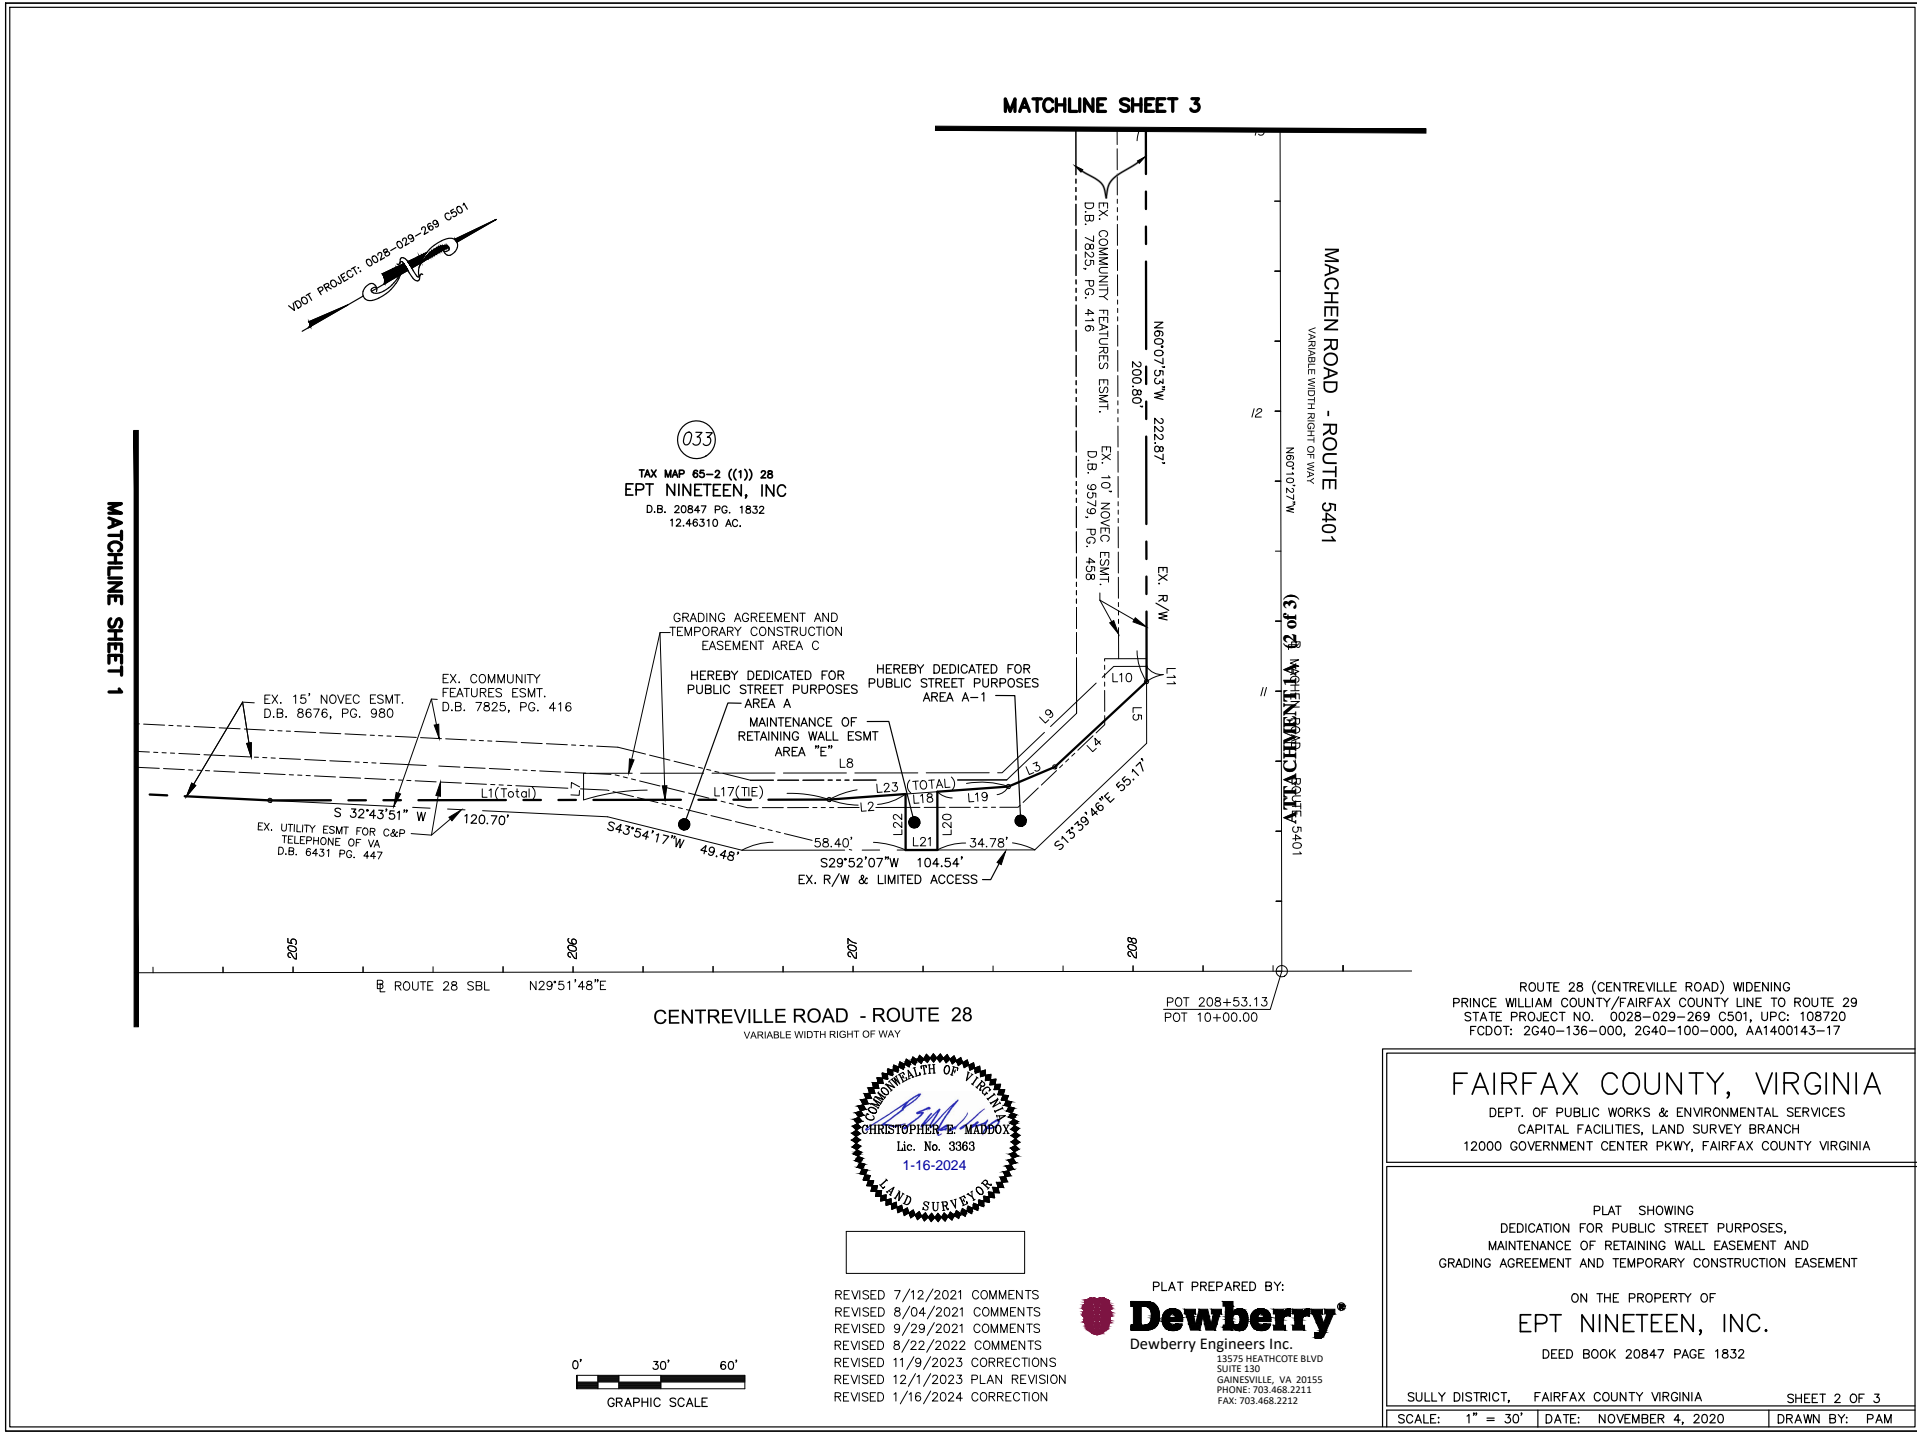 MATCHLINE SHEET 3
VDOT PROJECT: 0028-029-269 C501
EX. COMMUNITY FEATURES ESMT.
D.B. 7825, PG. 416
N60°07'53"W 222.87'
200.80'
EX. 10' NOVEC ESMT.
D.B. 9579, PG. 458
EX. R/W
MACHEN ROAD - ROUTE 5401
VARIABLE WIDTH RIGHT OF WAY
N60°10'27"W
12
11
ATTACHMENT 1A (2 of 3)
MACHEN ROAD ROUTE 5401
033
TAX MAP 65-2 ((1)) 28
EPT NINETEEN, INC
D.B. 20847 PG. 1832
12.46310 AC.
MATCHLINE SHEET 1
GRADING AGREEMENT AND
TEMPORARY CONSTRUCTION
EASEMENT AREA C
HEREBY DEDICATED FOR
PUBLIC STREET PURPOSES
AREA A
HEREBY DEDICATED FOR
PUBLIC STREET PURPOSES
AREA A-1
MAINTENANCE OF
RETAINING WALL ESMT
AREA "E"
EX. 15' NOVEC ESMT.
D.B. 8676, PG. 980
EX. COMMUNITY
FEATURES ESMT.
D.B. 7825, PG. 416
L10
L11
L9
L5
L4
L3
L8
L7
L1(Total)
L17(TIE)
L23 (TOTAL)
L2
L18
L19
L22
L20
L21
S 32°43'51" W
120.70'
EX. UTILITY ESMT FOR C&P
TELEPHONE OF VA
D.B. 6431 PG. 447
S43°54'17"W 49.48'
58.40'
34.78'
S13°39'46"E 55.17'
S29°52'07"W 104.54'
EX. R/W & LIMITED ACCESS
205
206
207
208
ROUTE 28 SBL N29°51'48"E
POT 208+53.13
POT 10+00.00
CENTREVILLE ROAD - ROUTE 28
VARIABLE WIDTH RIGHT OF WAY
COMMONWEALTH OF VIRGINIA
CHRISTOPHER E. MADDOX
Lic. No. 3363
1-16-2024
LAND SURVEYOR
REVISED 7/12/2021 COMMENTS
REVISED 8/04/2021 COMMENTS
REVISED 9/29/2021 COMMENTS
REVISED 8/22/2022 COMMENTS
REVISED 11/9/2023 CORRECTIONS
REVISED 12/1/2023 PLAN REVISION
REVISED 1/16/2024 CORRECTION
0' 30' 60'
GRAPHIC SCALE
PLAT PREPARED BY:
Dewberry®
Dewberry Engineers Inc.
13575 HEATHCOTE BLVD
SUITE 130
GAINESVILLE, VA 20155
PHONE: 703.468.2211
FAX: 703.468.2212
ROUTE 28 (CENTREVILLE ROAD) WIDENING
PRINCE WILLIAM COUNTY/FAIRFAX COUNTY LINE TO ROUTE 29
STATE PROJECT NO. 0028-029-269 C501, UPC: 108720
FCDOT: 2G40-136-000, 2G40-100-000, AA1400143-17
FAIRFAX COUNTY, VIRGINIA
DEPT. OF PUBLIC WORKS & ENVIRONMENTAL SERVICES
CAPITAL FACILITIES, LAND SURVEY BRANCH
12000 GOVERNMENT CENTER PKWY, FAIRFAX COUNTY VIRGINIA
PLAT SHOWING
DEDICATION FOR PUBLIC STREET PURPOSES,
MAINTENANCE OF RETAINING WALL EASEMENT AND
GRADING AGREEMENT AND TEMPORARY CONSTRUCTION EASEMENT
ON THE PROPERTY OF
EPT NINETEEN, INC.
DEED BOOK 20847 PAGE 1832
SULLY DISTRICT, FAIRFAX COUNTY VIRGINIA SHEET 2 OF 3
SCALE: 1" = 30' DATE: NOVEMBER 4, 2020 DRAWN BY: PAM